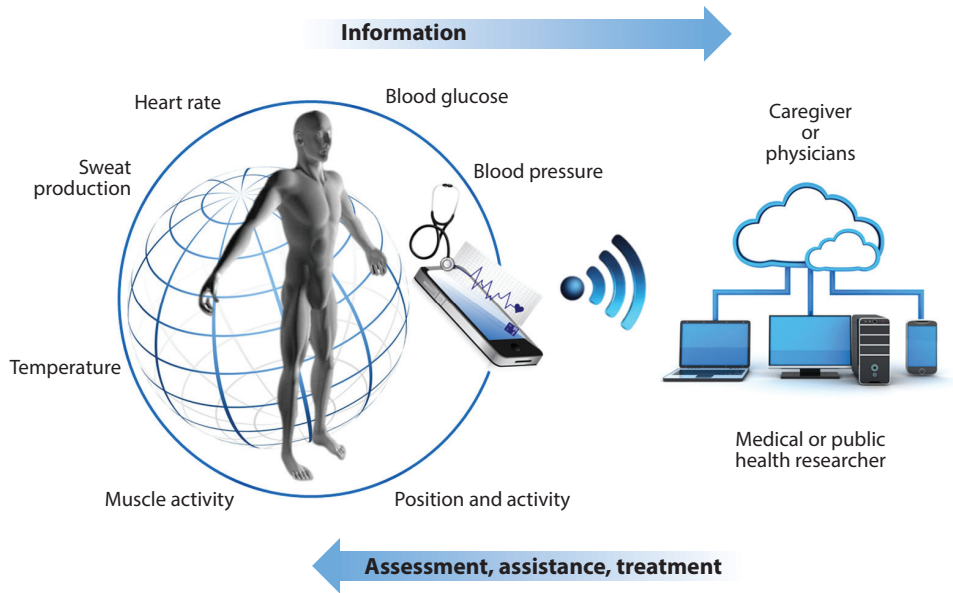 Information
Heart rate
Blood glucose
Sweat
production
Blood pressure
Caregiver
or
physicians
Temperature
Muscle activity
Position and activity
Medical or public
health researcher
Assessment, assistance, treatment